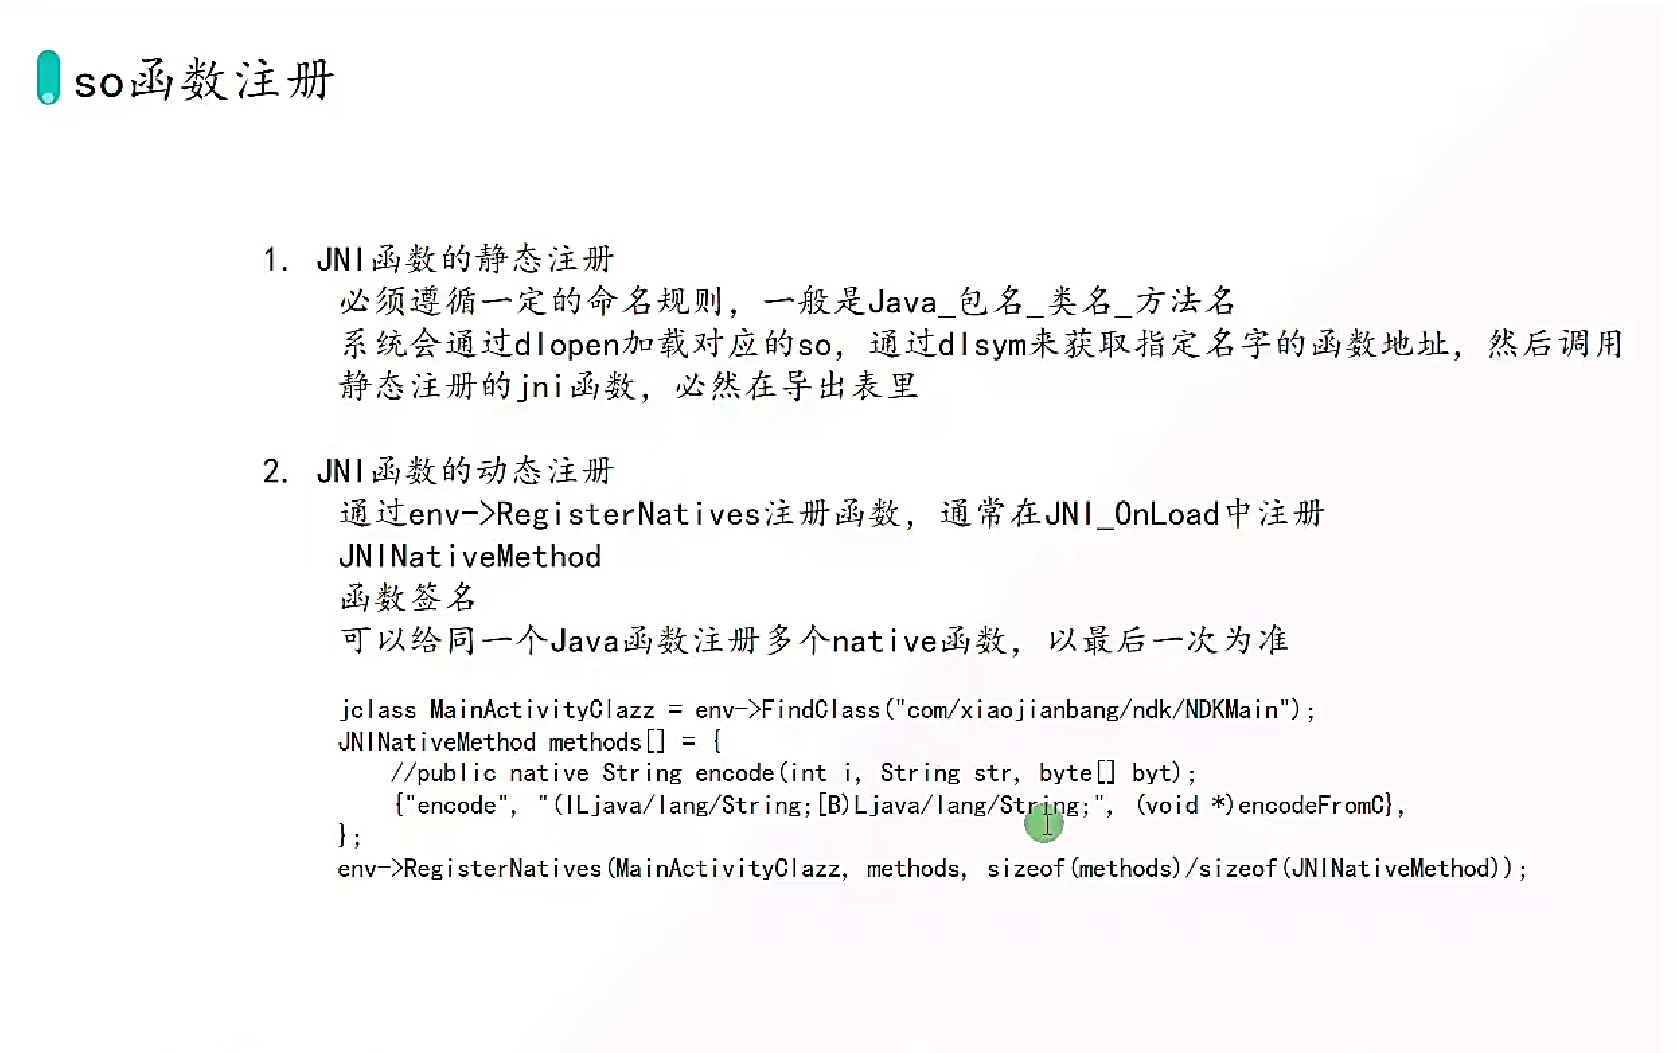 so函数注册
1. JNI函数的静态注册
必须遵循一定的命名规则，一般是Java_包名_类名_方法名
系统会通过dlopen加载对应的so，通过dlsym来获取指定名字的函数地址，然后调用
静态注册的jni函数，必然在导出表里
2. JNI函数的动态注册
通过env->RegisterNatives注册函数，通常在JNI_OnLoad中注册
JNINativeMethod
函数签名
可以给同一个Java函数注册多个native函数，以最后一次为准
jclass MainActivityClazz = env->FindClass("com/xiaojianbang/ndk/NDKMain");
JNINativeMethod methods[] = {
//public native String encode(int i, String str, byte[] byt);
{"encode", "(ILjava/lang/String;[B)Ljava/lang/String;", (void *)encodeFromC},
};
env->RegisterNatives(MainActivityClazz, methods, sizeof(methods)/sizeof(JNINativeMethod));